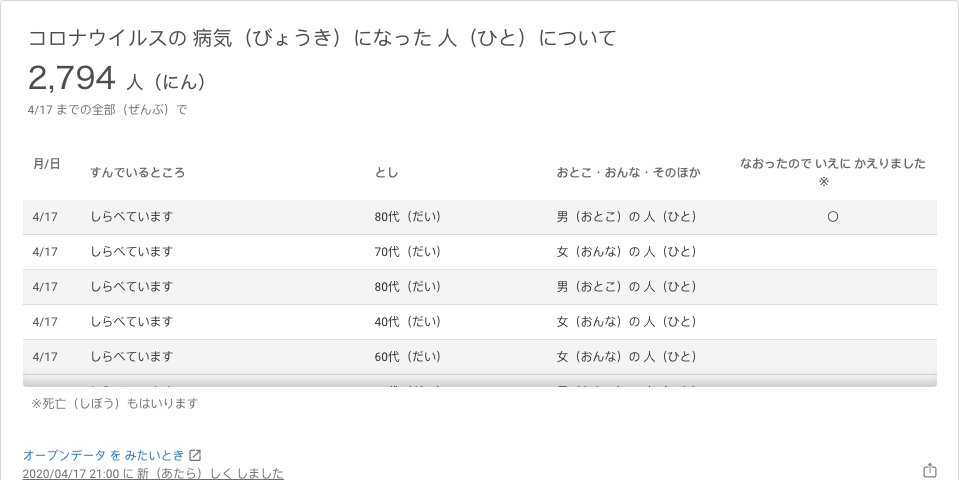 コロナウイルスの 病気（びょうき）になった 人（ひと）について
2,794 人（にん）
4/17 までの全部（ぜんぶ）で
月/日 すんでいるところ とし おとこ・おんな・そのほか なおったので いえに かえりました
※
4/17 しらべています 80代（だい） 男（おとこ）の 人（ひと） 〇
4/17 しらべています 70代（だい） 女（おんな）の 人（ひと）
4/17 しらべています 80代（だい） 男（おとこ）の 人（ひと）
4/17 しらべています 40代（だい） 女（おんな）の 人（ひと）
4/17 しらべています 60代（だい） 女（おんな）の 人（ひと）
※死亡（しぼう）もはいります
オープンデータ を みたいとき
2020/04/17 21:00 に 新（あたら）しく しました